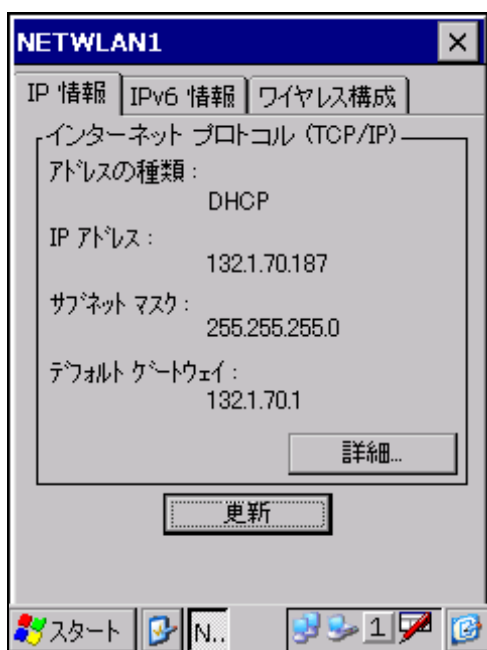 NETWLAN1
IP 情報 IPv6 情報 ワイヤレス構成
インターネット プロトコル (TCP/IP)
ｱﾄﾞﾚｽの種類 :
DHCP
IP ｱﾄﾞﾚｽ :
132.1.70.187
ｻﾌﾞﾈｯﾄ ﾏｽｸ :
255.255.255.0
ﾃﾞﾌｫﾙﾄ ｹﾞｰﾄｳｪｲ :
132.1.70.1
詳細...
更新
スタート N.. 1